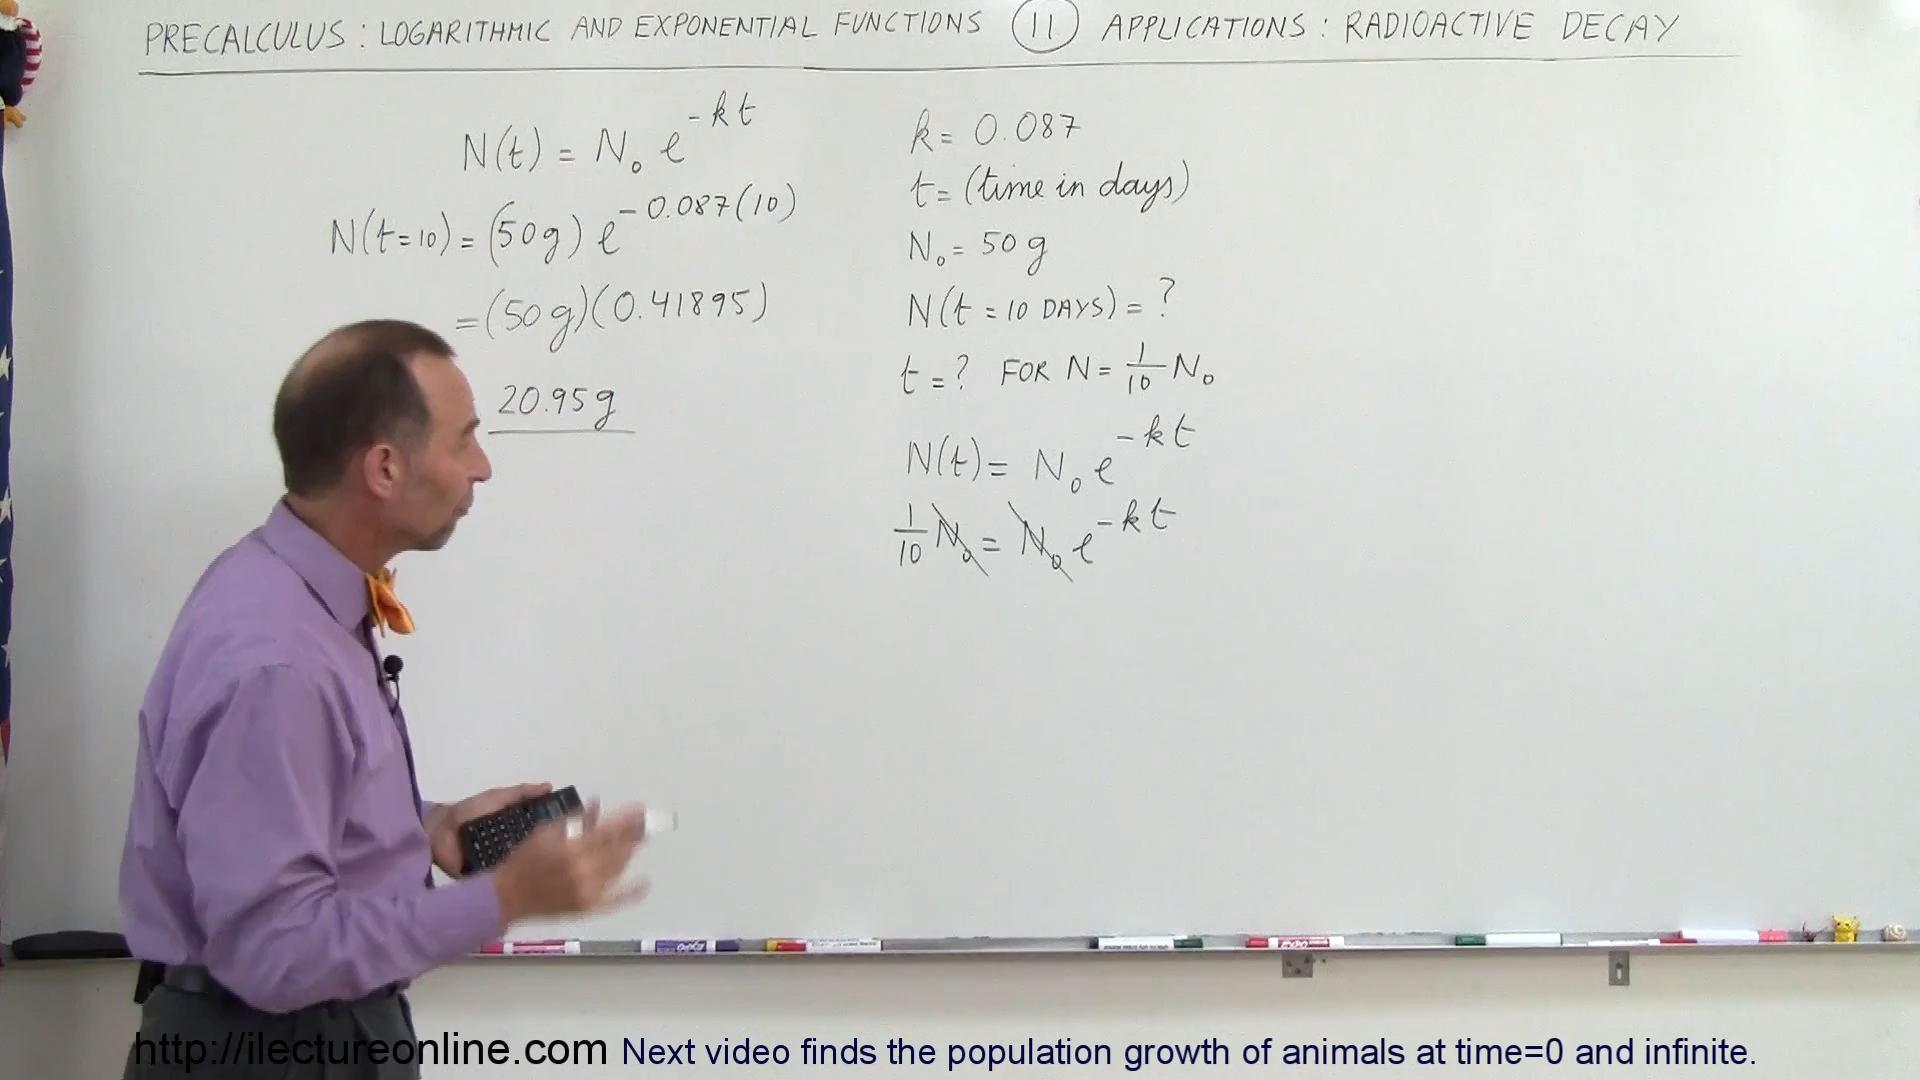 PRECALCULUS: LOGARITHMIC AND EXPONENTIAL FUNCTIONS 11 APPLICATIONS: RADIOACTIVE DECAY
N(t) = N₀ e^-kt
N(t=10) = (50g) e^-0.087(10)
= (50g)(0.41895)
20.95g
k = 0.087
t = (time in days)
N₀ = 50g
N(t = 10 DAYS) = ?
t = ? FOR N = 1/10 N₀
N(t) = N₀ e^-kt
1/10 N₀ = N₀ e^-kt
http://ilectureonline.com Next video finds the population growth of animals at time=0 and infinite.